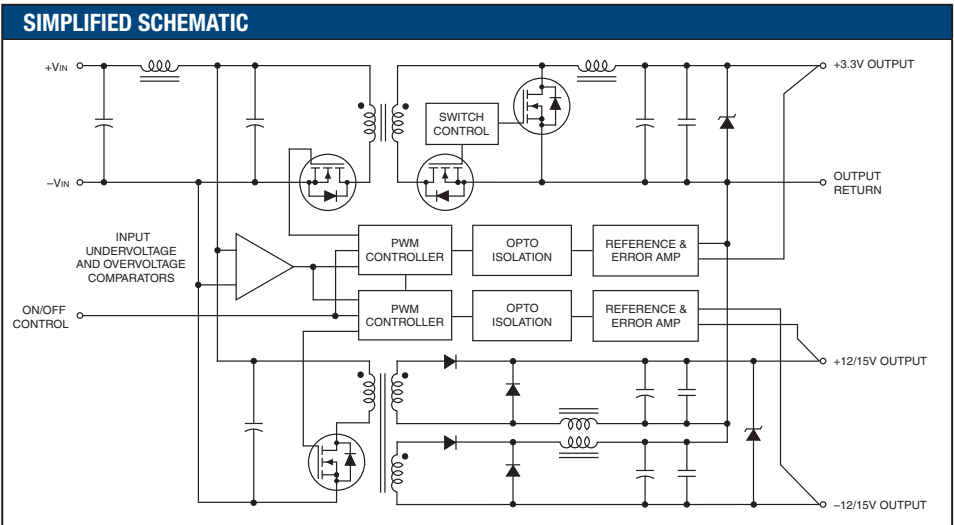 SIMPLIFIED SCHEMATIC
+VIN
+3.3V OUTPUT
SWITCH
CONTROL
–VIN
OUTPUT
RETURN
INPUT
UNDERVOLTAGE
AND OVERVOLTAGE
COMPARATORS
PWM
CONTROLLER
OPTO
ISOLATION
REFERENCE &
ERROR AMP
ON/OFF
CONTROL
PWM
CONTROLLER
OPTO
ISOLATION
REFERENCE &
ERROR AMP
+12/15V OUTPUT
–12/15V OUTPUT